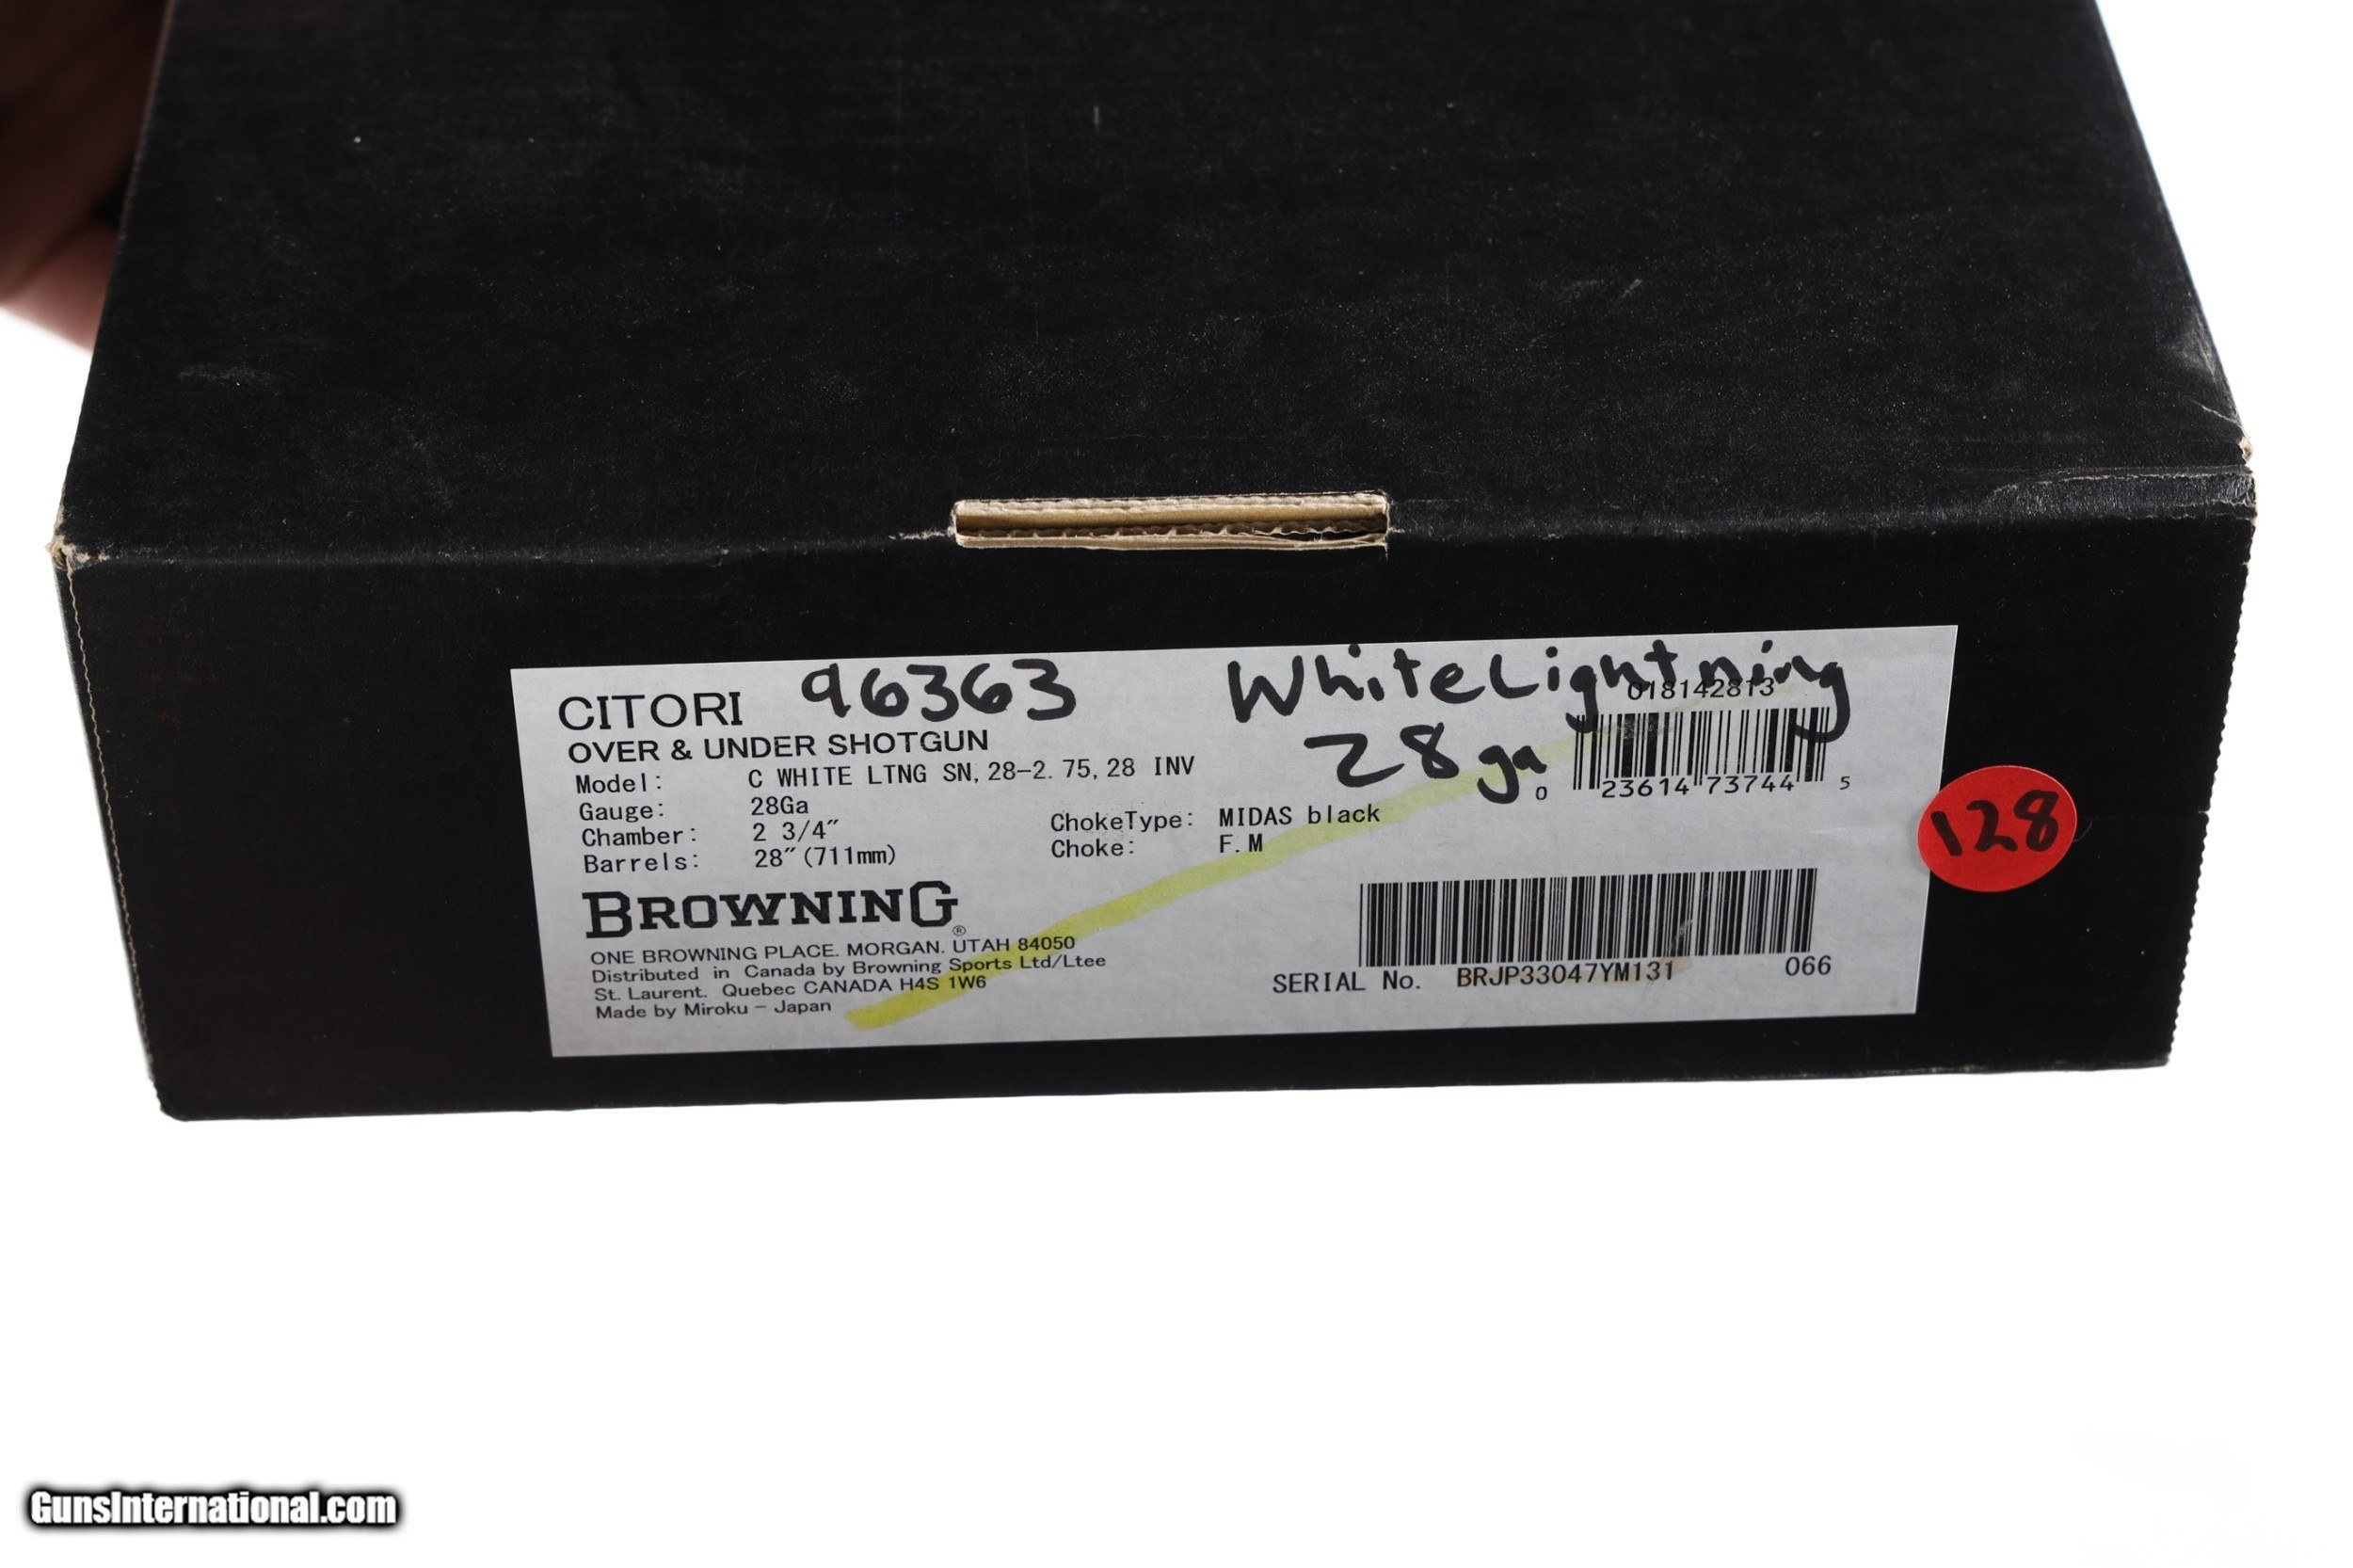 CITORI 96363 WhiteLightning
018142813
OVER & UNDER SHOTGUN 28ga
Model: C WHITE LTNG SN, 28-2.75, 28 INV
0 23614 73744 5
Gauge: 28Ga
Chamber: 2 3/4" ChokeType: MIDAS black
Barrels: 28" (711mm) Choke: F.M
128
BROWNING®
ONE BROWNING PLACE. MORGAN. UTAH 84050
Distributed in Canada by Browning Sports Ltd/Ltee
St. Laurent. Quebec CANADA H4S 1W6
Made by Miroku - Japan
SERIAL No. BRJP33047YM131 066
GunsInternational.com